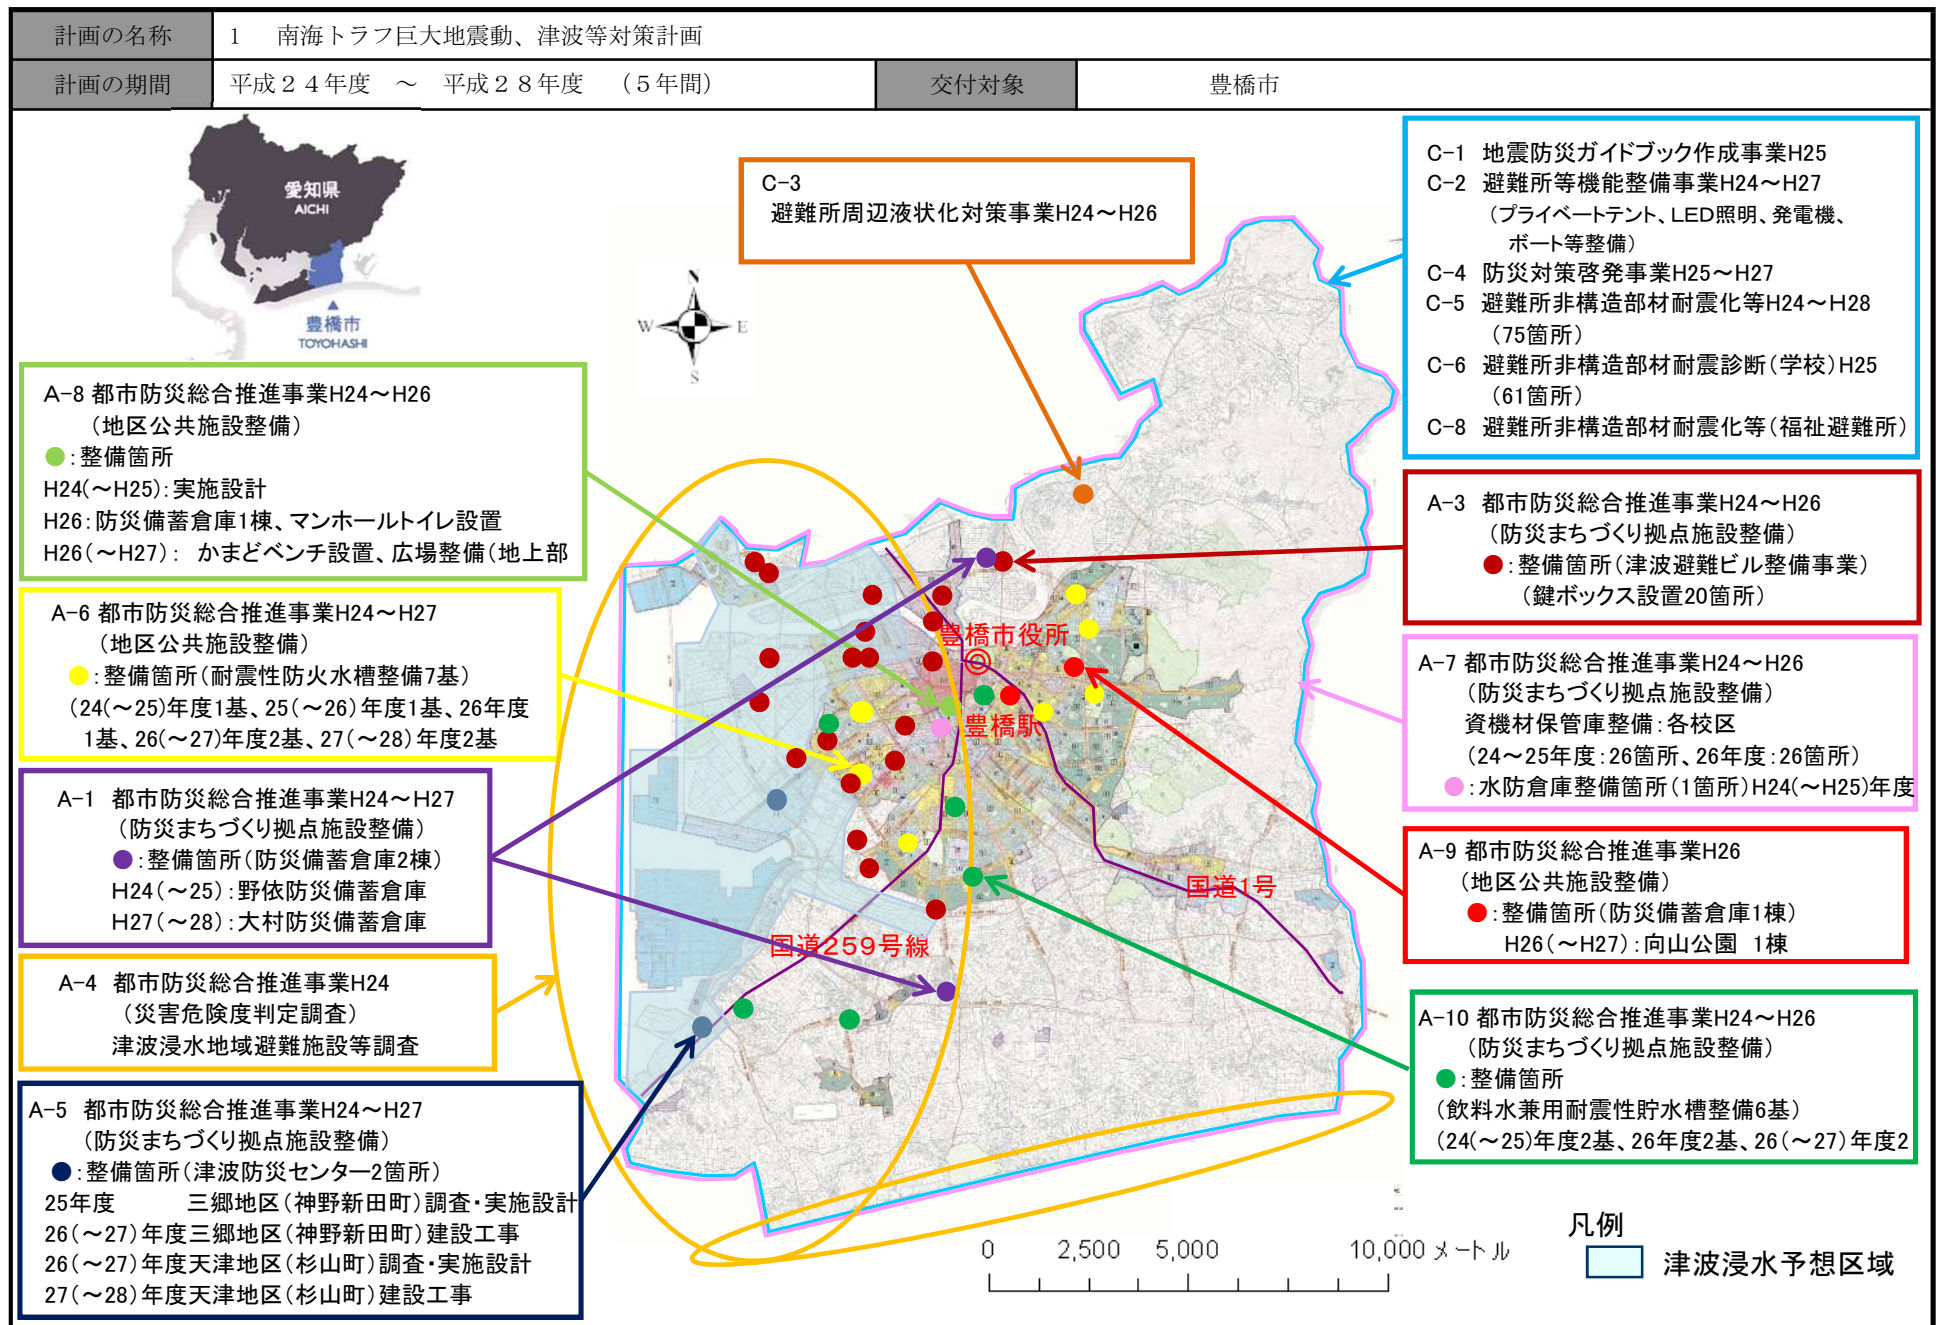 計画の名称
1 南海トラフ巨大地震動、津波等対策計画
計画の期間
平成24年度 ～ 平成28年度 （5年間）
交付対象
豊橋市
愛知県
AICHI
豊橋市
TOYOHASHI
N
W
E
S
C-3
避難所周辺液状化対策事業H24～H26
C-1 地震防災ガイドブック作成事業H25
C-2 避難所等機能整備事業H24～H27
（プライベートテント、LED照明、発電機、
ボート等整備）
C-4 防災対策啓発事業H25～H27
C-5 避難所非構造部材耐震化等H24～H28
（75箇所）
C-6 避難所非構造部材耐震診断（学校）H25
（61箇所）
C-8 避難所非構造部材耐震化等（福祉避難所）
A-8 都市防災総合推進事業H24～H26
（地区公共施設整備）
●：整備箇所
H24(～H25)：実施設計
H26：防災備蓄倉庫1棟、マンホールトイレ設置
H26(～H27)： かまどベンチ設置、広場整備（地上部
A-6 都市防災総合推進事業H24～H27
（地区公共施設整備）
●：整備箇所（耐震性防火水槽整備7基）
（24(～25)年度1基、25(～26)年度1基、26年度
1基、26(～27)年度2基、27(～28)年度2基
A-1 都市防災総合推進事業H24～H27
（防災まちづくり拠点施設整備）
●：整備箇所（防災備蓄倉庫2棟）
H24(～25)：野依防災備蓄倉庫
H27(～28)：大村防災備蓄倉庫
A-4 都市防災総合推進事業H24
（災害危険度判定調査）
津波浸水地域避難施設等調査
A-5 都市防災総合推進事業H24～H27
（防災まちづくり拠点施設整備）
●：整備箇所（津波防災センター2箇所）
25年度 三郷地区（神野新田町）調査・実施設計
26(～27)年度三郷地区（神野新田町）建設工事
26(～27)年度天津地区（杉山町）調査・実施設計
27(～28)年度天津地区（杉山町）建設工事
豊橋市役所
豊橋駅
国道1号
国道259号線
A-3 都市防災総合推進事業H24～H26
（防災まちづくり拠点施設整備）
●：整備箇所（津波避難ビル整備事業）
（鍵ボックス設置20箇所）
A-7 都市防災総合推進事業H24～H26
（防災まちづくり拠点施設整備）
資機材保管庫整備：各校区
（24～25年度：26箇所、26年度：26箇所）
●：水防倉庫整備箇所（1箇所）H24(～H25)年度
A-9 都市防災総合推進事業H26
（地区公共施設整備）
●：整備箇所（防災備蓄倉庫1棟）
H26(～H27)：向山公園 1棟
A-10 都市防災総合推進事業H24～H26
（防災まちづくり拠点施設整備）
●：整備箇所
（飲料水兼用耐震性貯水槽整備6基）
（24(～25)年度2基、26年度2基、26(～27)年度2
0 2,500 5,000 10,000 メートル
凡例
津波浸水予想区域